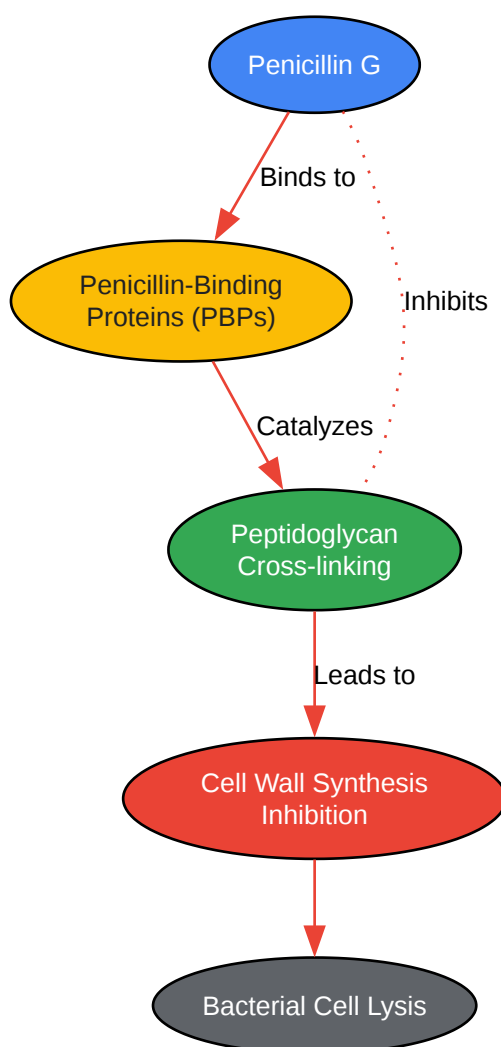 Penicillin G
Binds to
Penicillin-Binding
Proteins (PBPs)
Inhibits
Catalyzes
Peptidoglycan
Cross-linking
Leads to
Cell Wall Synthesis
Inhibition
Bacterial Cell Lysis